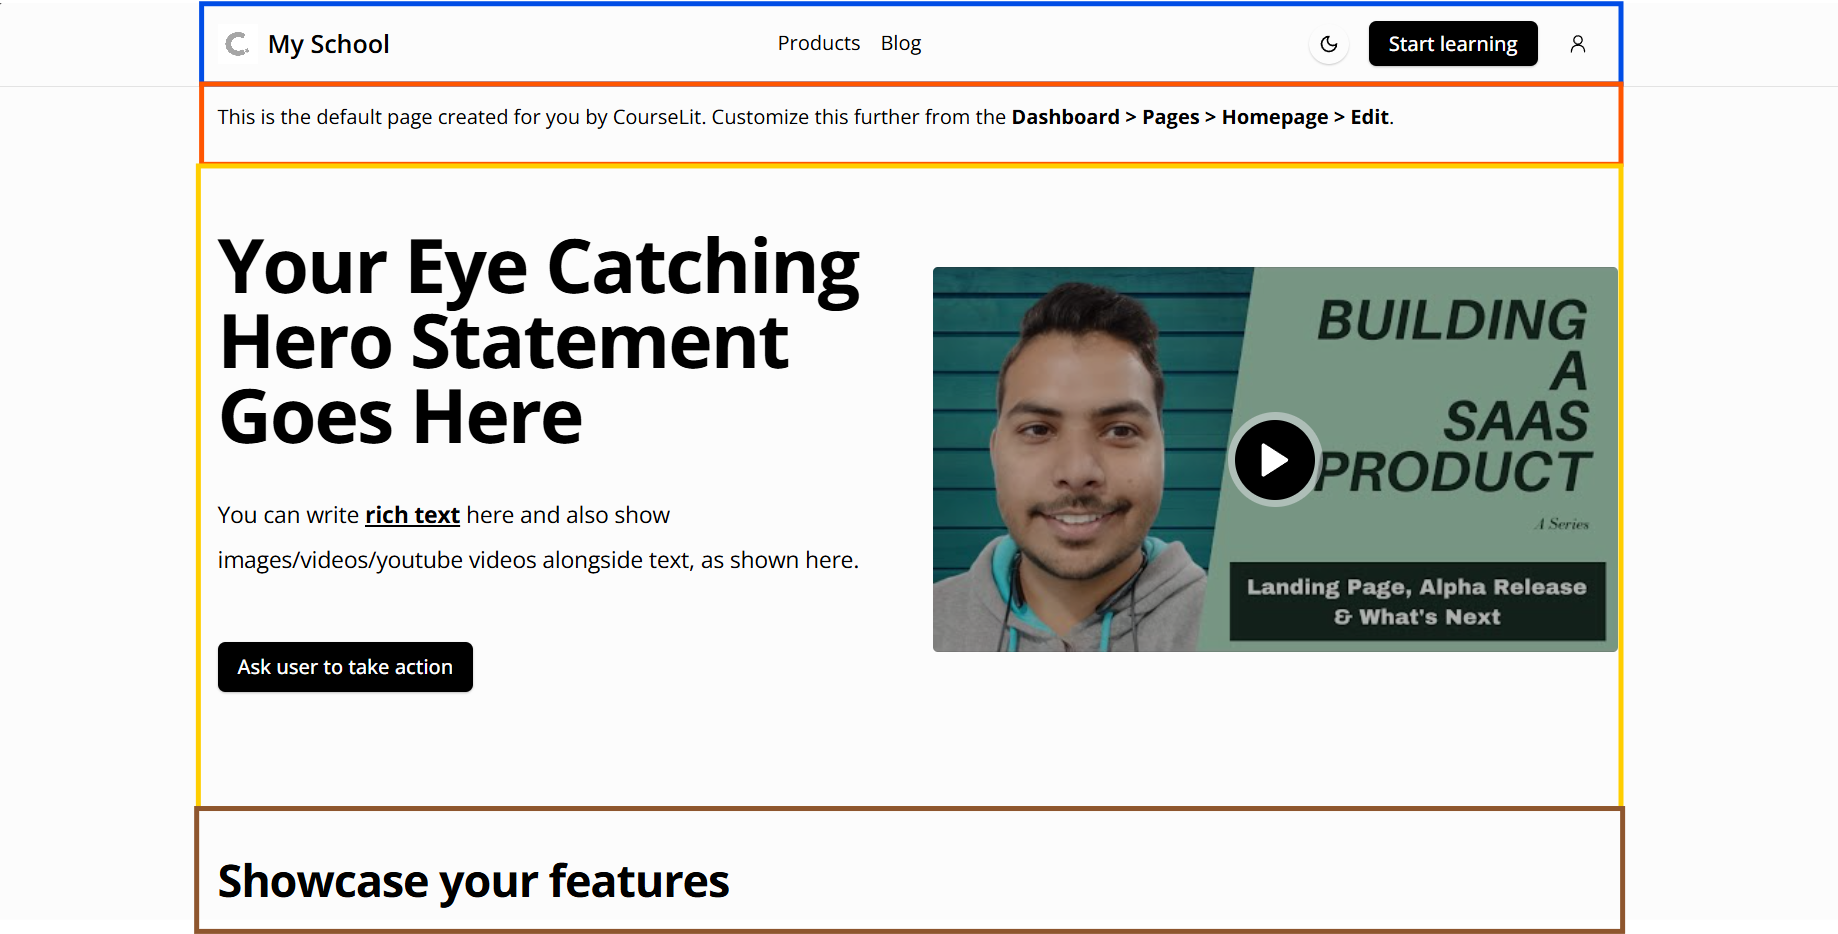 My School
Products Blog
Start learning
This is the default page created for you by CourseLit. Customize this further from the Dashboard > Pages > Homepage > Edit.
Your Eye Catching
Hero Statement
Goes Here
You can write rich text here and also show
images/videos/youtube videos alongside text, as shown here.
Ask user to take action
BUILDING
A
SAAS
PRODUCT
A Series
Landing Page, Alpha Release
& What's Next
Showcase your features